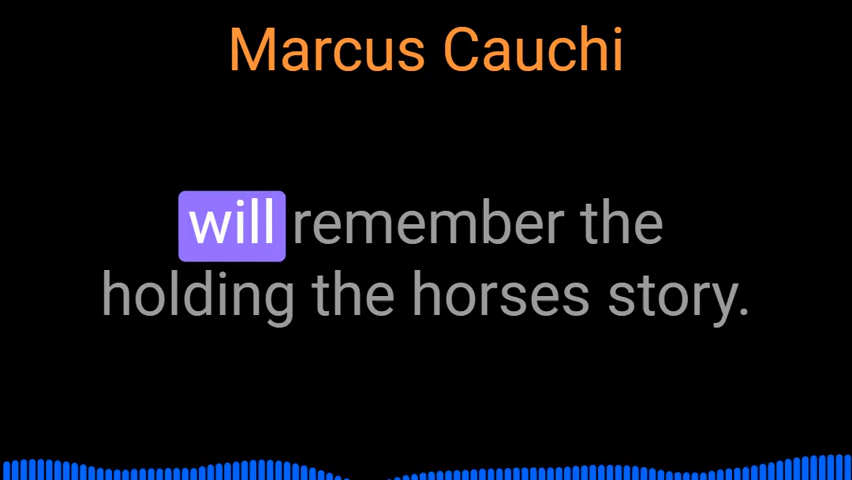 Marcus Cauchi
will remember the
holding the horses story.